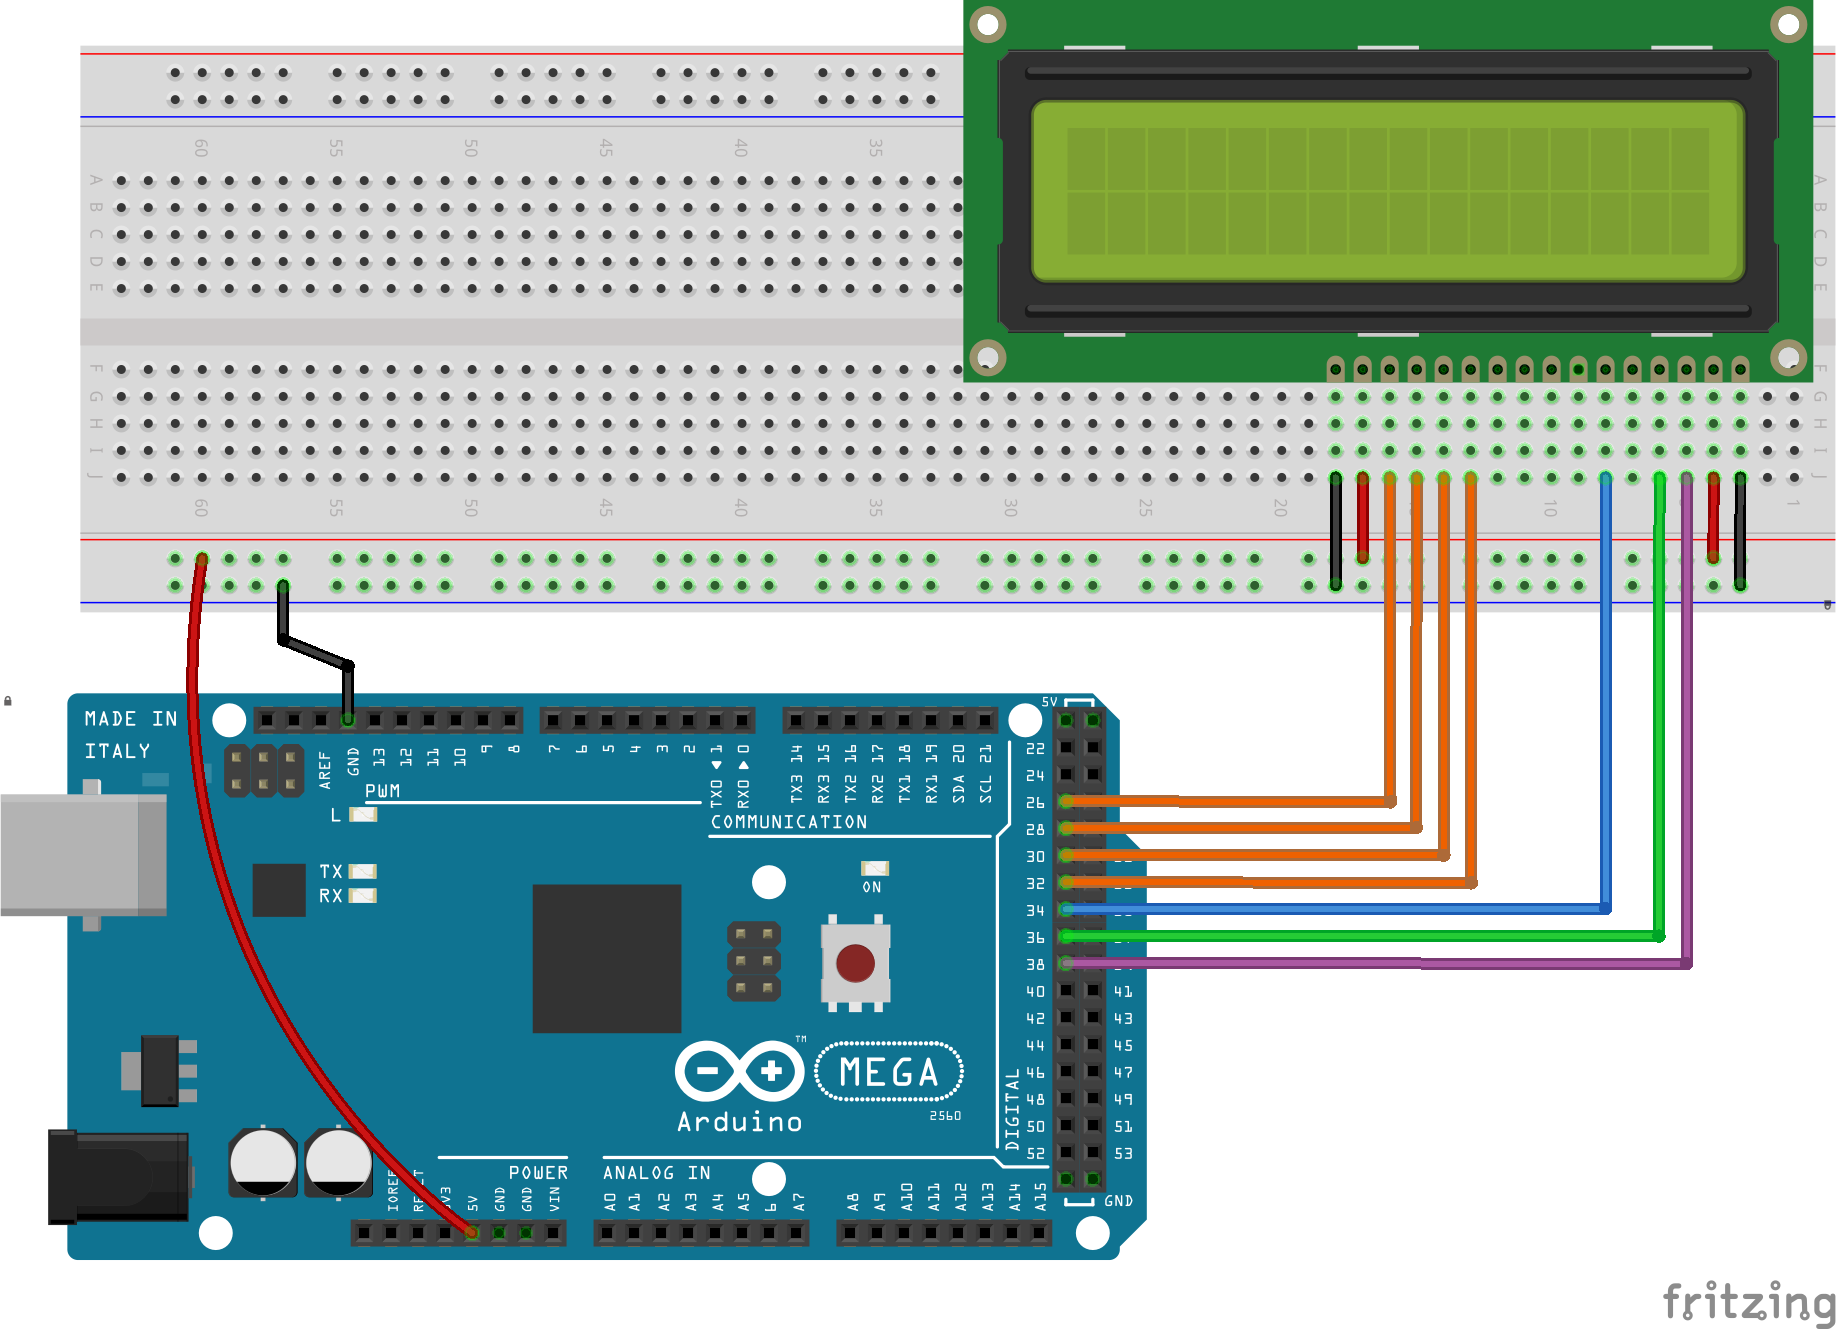 60 55 50 45 40 35
A A
B B
C C
D D
E E
F F
G G
H H
I I
J J
60 55 50 45 40 35 30 25 20 10 1
MADE IN
ITALY
AREF GND 13 12 11 10 9 8
7 6 5 4 3 2 TX0 1 RX0 0
TX3 14 RX3 15 TX2 16 RX2 17 TX1 18 RX1 19 SDA 20 SCL 21
5V
PWM
L
COMMUNICATION
TX
RX
ON
22
24
26
28
30
32
34
36
38
40 41
42 43
44 45
46 47
48 49
50 51
52 53
DIGITAL
GND
TM
MEGA
2560
Arduino
POWER
ANALOG IN
IOREF 5V GND GND VIN
A0 A1 A2 A3 A4 A5 6 A7
A8 A9 A10 A11 A12 A13 A14 A15
fritzing